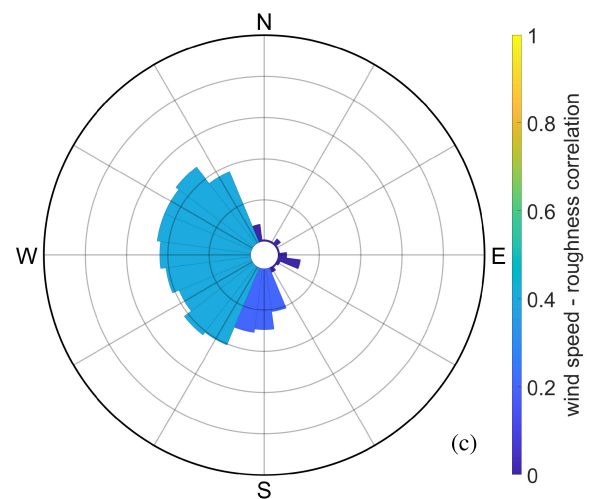 N
W
E
S
(c)
1
0.8
0.6
0.4
0.2
0
wind speed - roughness correlation